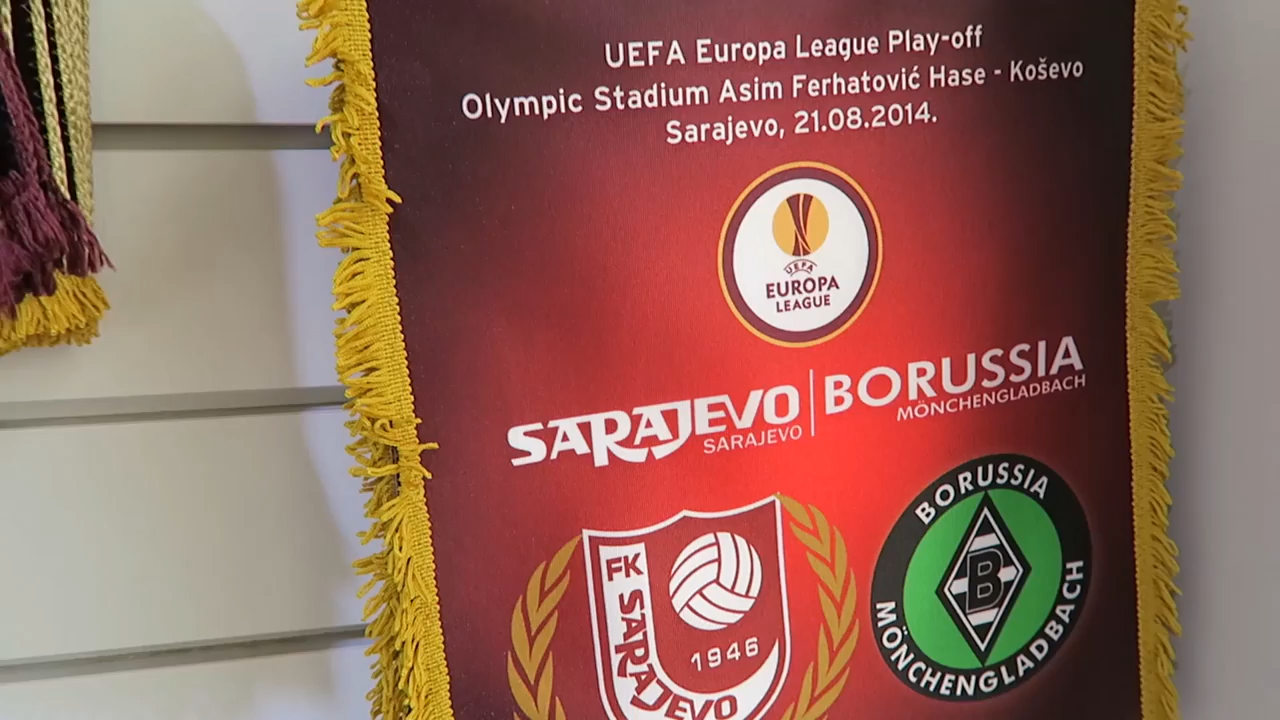 UEFA Europa League Play-off
Olympic Stadium Asim Ferhatović Hase - Koševo
Sarajevo, 21.08.2014.
UEFA
EUROPA
LEAGUE
SARAJEVO
SARAJEVO
BORUSSIA
MÖNCHENGLADBACH
FK SARAJEVO
1946
BORUSSIA
B
MÖNCHENGLADBACH